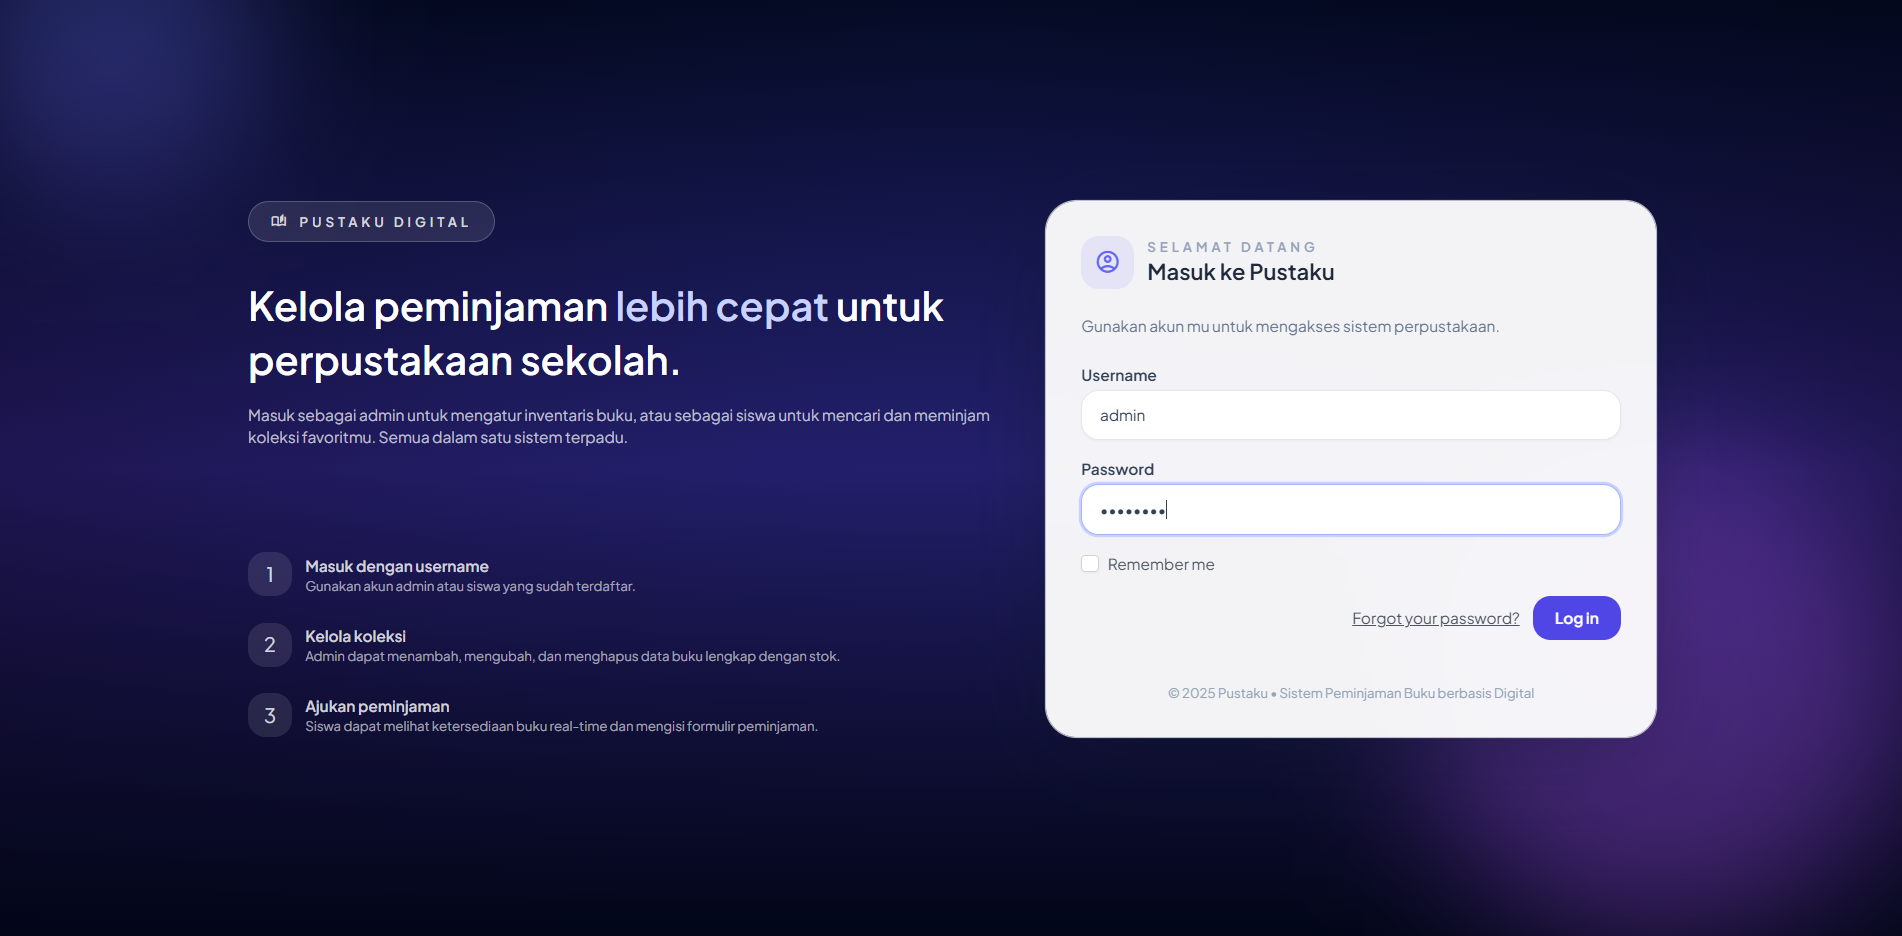 PUSTAKU DIGITAL
Kelola peminjaman lebih cepat untuk
perpustakaan sekolah.
Masuk sebagai admin untuk mengatur inventaris buku, atau sebagai siswa untuk mencari dan meminjam
koleksi favoritmu. Semua dalam satu sistem terpadu.
1
Masuk dengan username
Gunakan akun admin atau siswa yang sudah terdaftar.
2
Kelola koleksi
Admin dapat menambah, mengubah, dan menghapus data buku lengkap dengan stok.
3
Ajukan peminjaman
Siswa dapat melihat ketersediaan buku real-time dan mengisi formulir peminjaman.
SELAMAT DATANG
Masuk ke Pustaku
Gunakan akun mu untuk mengakses sistem perpustakaan.
Username
admin
Password
••••••••
Remember me
Forgot your password?
Log in
© 2025 Pustaku • Sistem Peminjaman Buku berbasis Digital